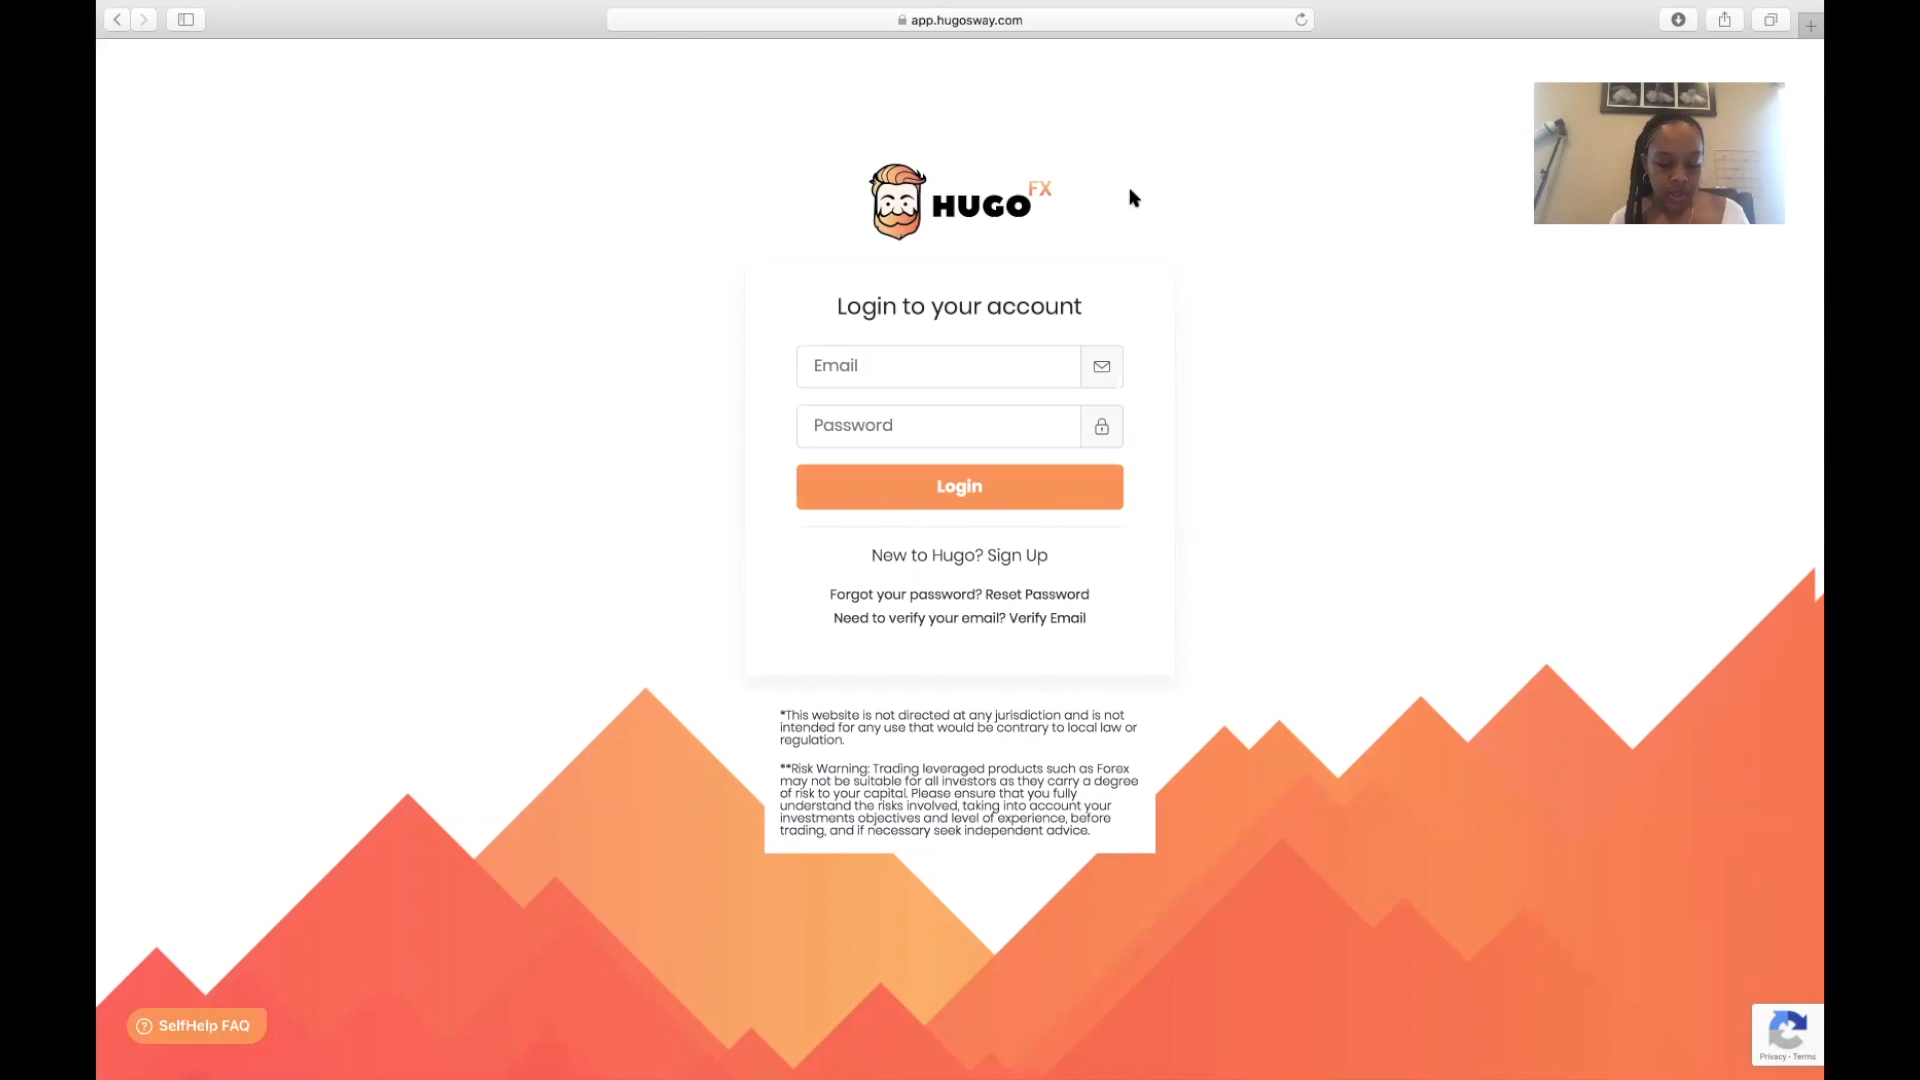 app.hugosway.com
HUGO FX
Login to your account
Email
Password
Login
New to Hugo? Sign Up
Forgot your password? Reset Password
Need to verify your email? Verify Email
*This website is not directed at any jurisdiction and is not
intended for any use that would be contrary to local law or
regulation.
**Risk Warning: Trading leveraged products such as Forex
may not be suitable for all investors as they carry a degree
of risk to your capital. Please ensure that you fully
understand the risks involved, taking into account your
investments objectives and level of experience, before
trading, and if necessary seek independent advice.
SelfHelp FAQ
Privacy - Terms